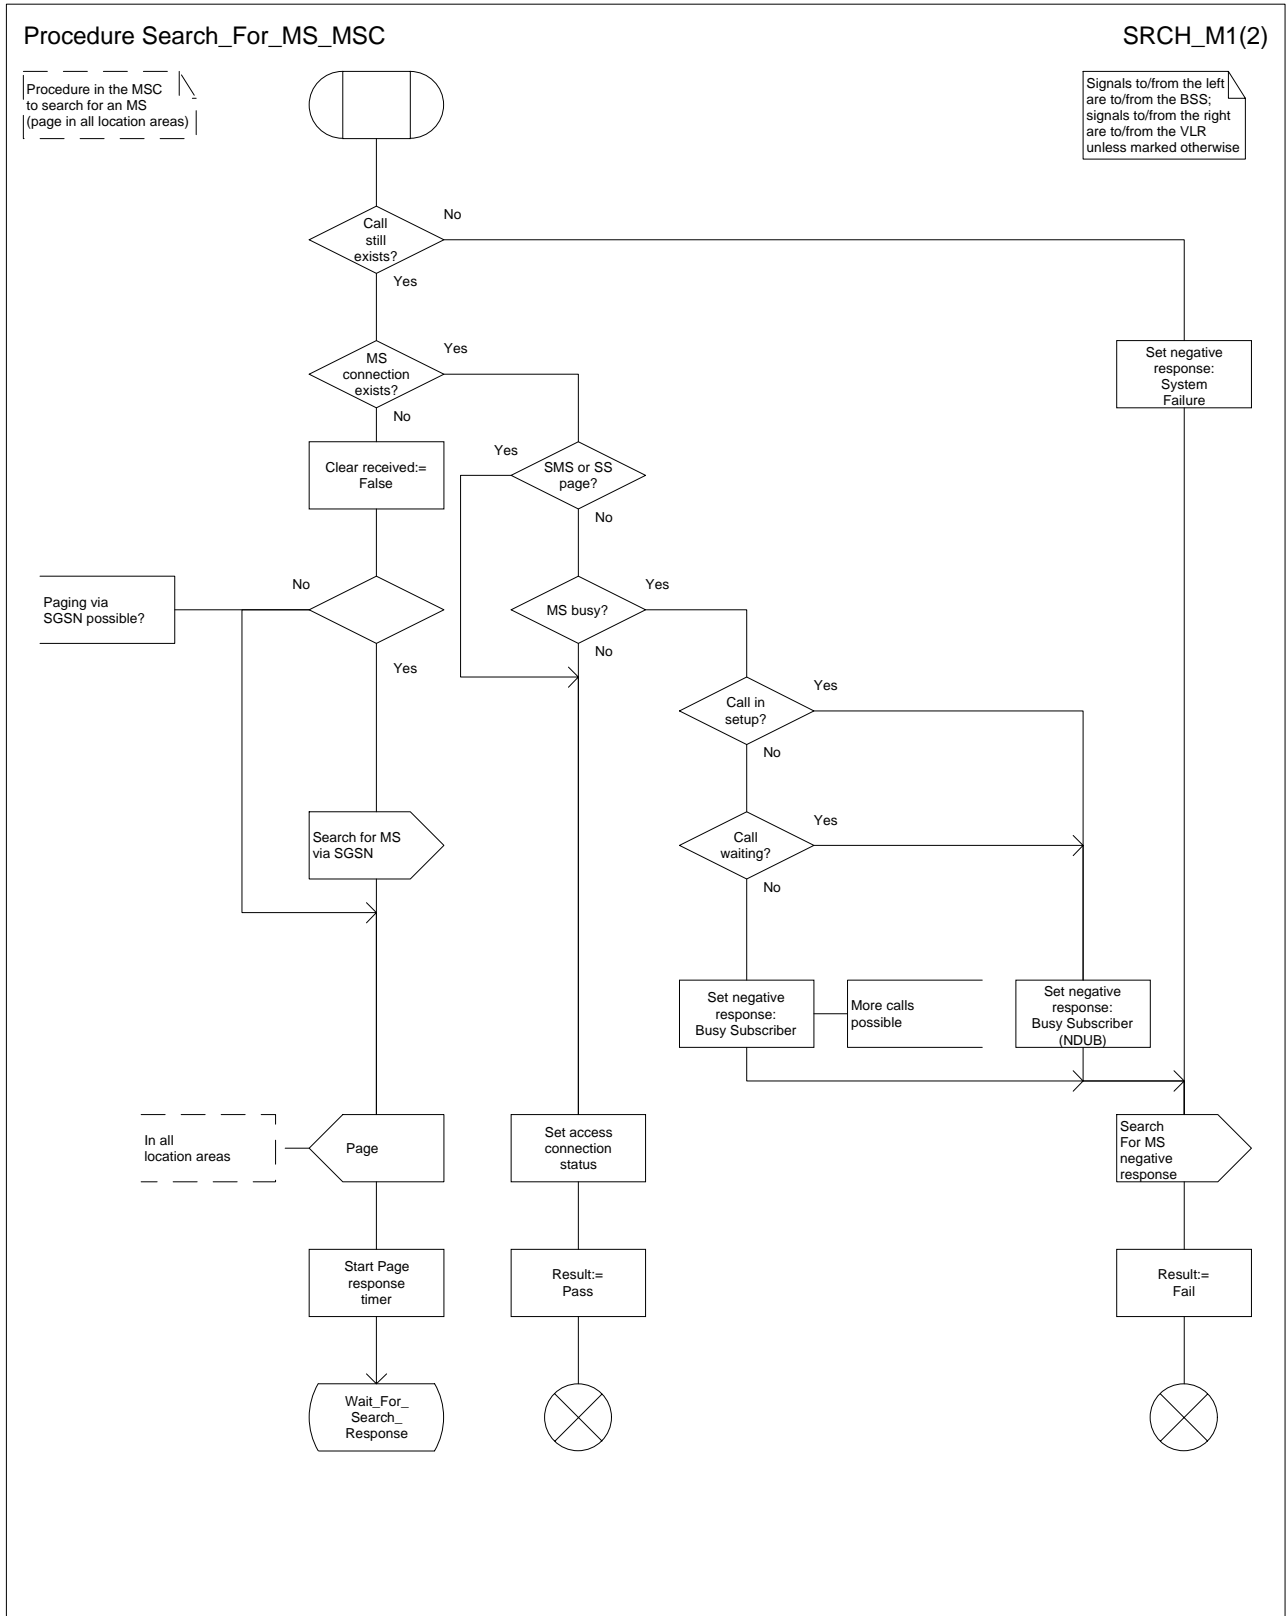 Procedure Search_For_MS_MSC
SRCH_M1(2)
Procedure in the MSC
to search for an MS
(page in all location areas)
Signals to/from the left
are to/from the BSS;
signals to/from the right
are to/from the VLR
unless marked otherwise
Call
still
exists?
No
Yes
MS
connection
exists?
Yes
No
Set negative
response:
System
Failure
Clear received:=
False
Yes
SMS or SS
page?
No
Paging via
SGSN possible?
No
Yes
MS busy?
Yes
No
Call in
setup?
Yes
No
Search for MS
via SGSN
Call
waiting?
Yes
No
Set negative
response:
Busy Subscriber
More calls
possible
Set negative
response:
Busy Subscriber
(NDUB)
In all
location areas
Page
Set access
connection
status
Search
For MS
negative
response
Start Page
response
timer
Result:=
Pass
Result:=
Fail
Wait_For_
Search_
Response